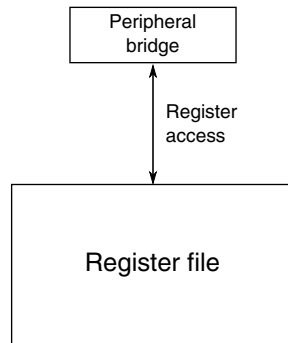 Peripheral
bridge
Register
access
Register file